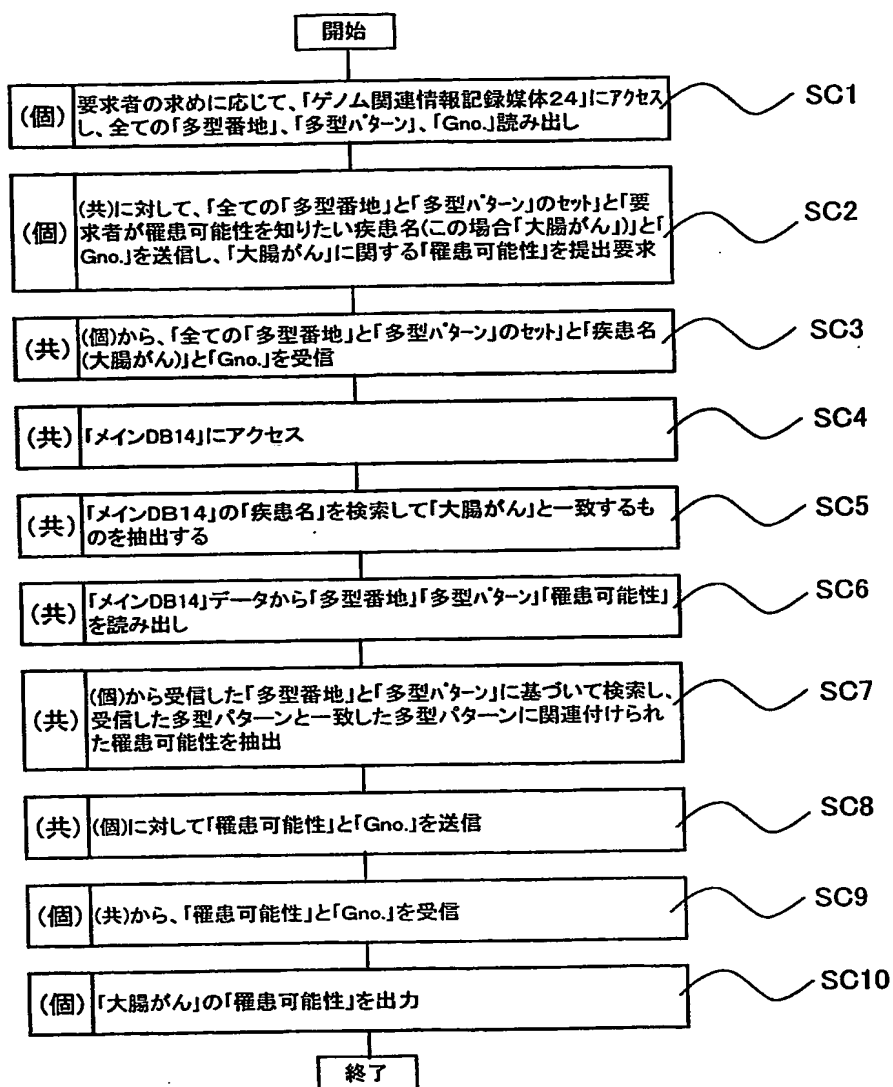 開始
(個) 要求者の求めに応じて、「ゲノム関連情報記録媒体24」にアクセス
し、全ての「多型番地」、「多型パターン」、「Gno.」読み出し
SC1
(個) (共)に対して、「全ての「多型番地」と「多型パターン」のセット」と「要
求者が罹患可能性を知りたい疾患名(この場合「大腸がん」)」と「
Gno.」を送信し、「大腸がん」に関する「罹患可能性」を提出要求
SC2
(共) (個)から、「全ての「多型番地」と「多型パターン」のセット」と「疾患名
(大腸がん)」と「Gno.」を受信
SC3
(共) 「メインDB14」にアクセス
SC4
(共) 「メインDB14」の「疾患名」を検索して「大腸がん」と一致するも
のを抽出する
SC5
(共) 「メインDB14」データから「多型番地」「多型パターン」「罹患可能性」
を読み出し
SC6
(共) (個)から受信した「多型番地」と「多型パターン」に基づいて検索し、
受信した多型パターンと一致した多型パターンに関連付けられ
た罹患可能性を抽出
SC7
(共) (個)に対して「罹患可能性」と「Gno.」を送信
SC8
(個) (共)から、「罹患可能性」と「Gno.」を受信
SC9
(個) 「大腸がん」の「罹患可能性」を出力
SC10
終了